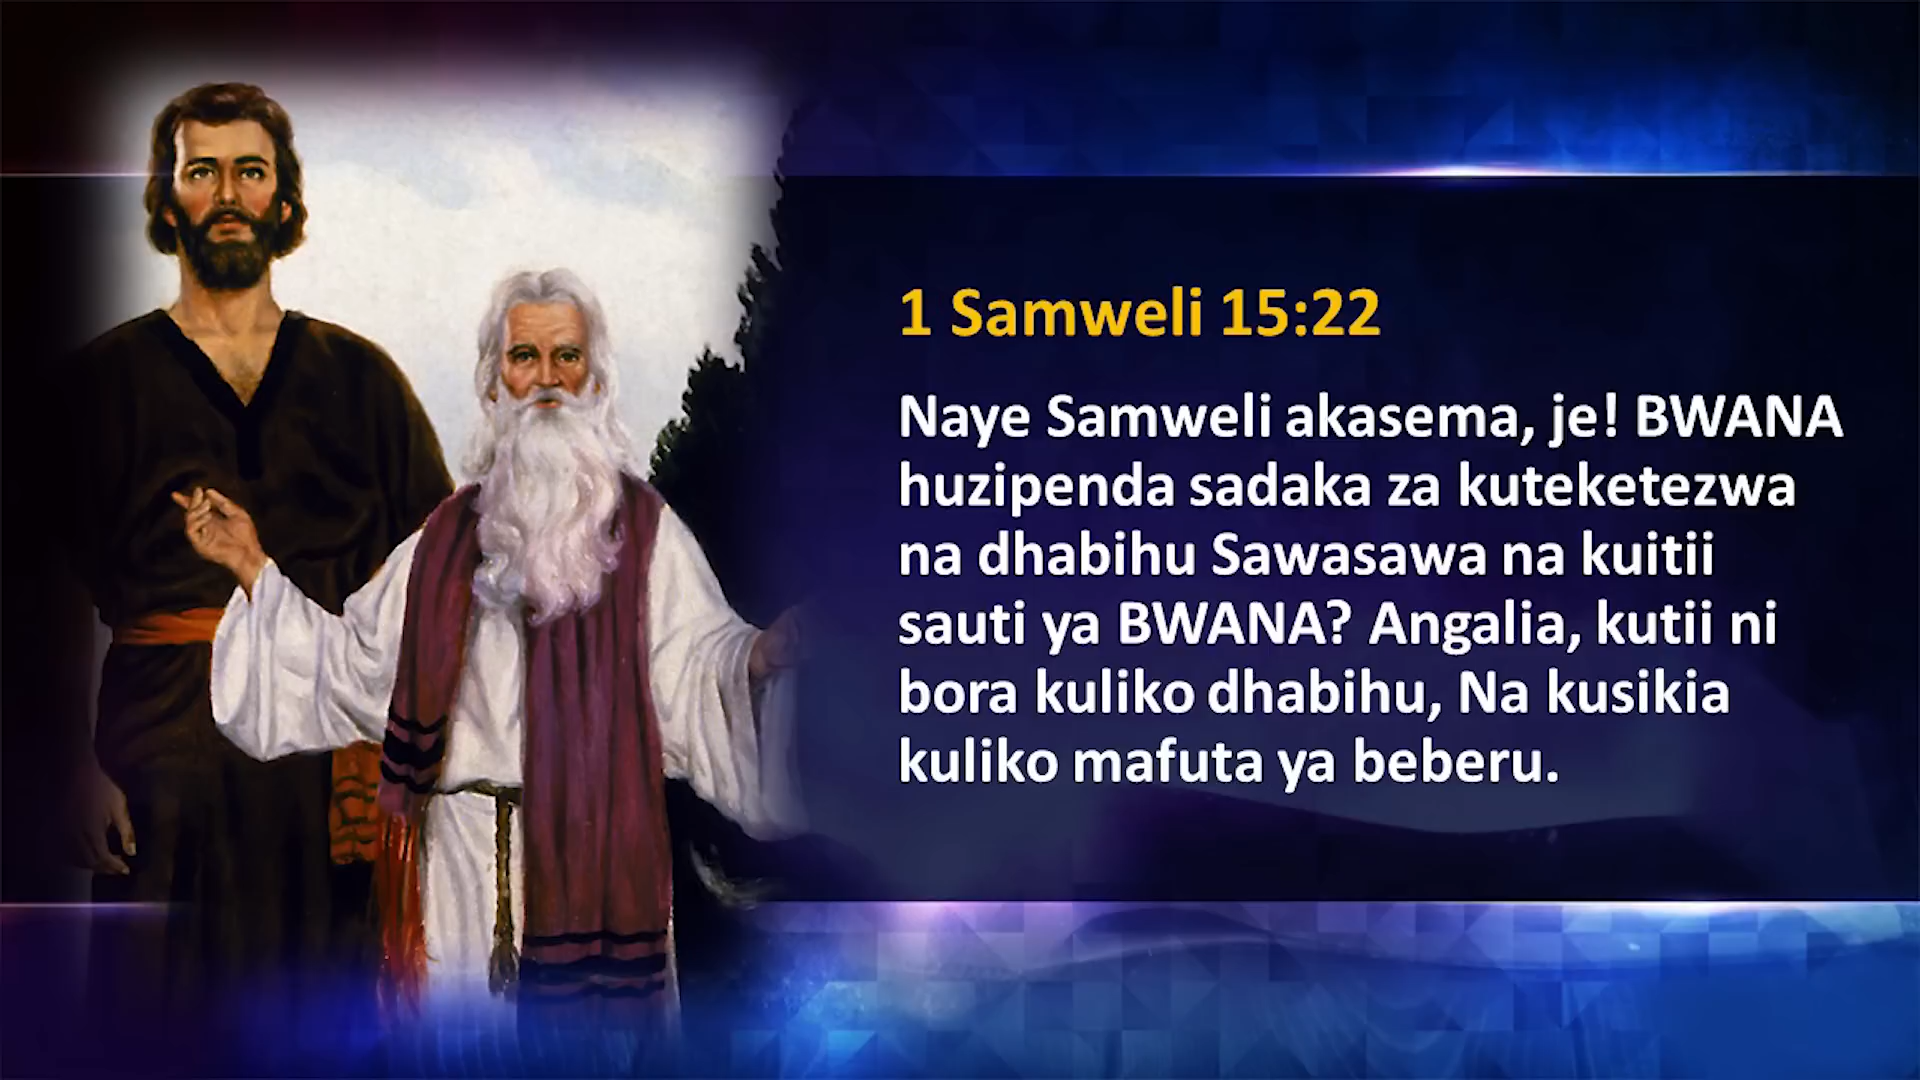 1 Samweli 15:22
Naye Samweli akasema, je! BWANA
huzipenda sadaka za kuteketezwa
na dhabihu Sawasawa na kuitii
sauti ya BWANA? Angalia, kutii ni
bora kuliko dhabihu, Na kusikia
kuliko mafuta ya beberu.